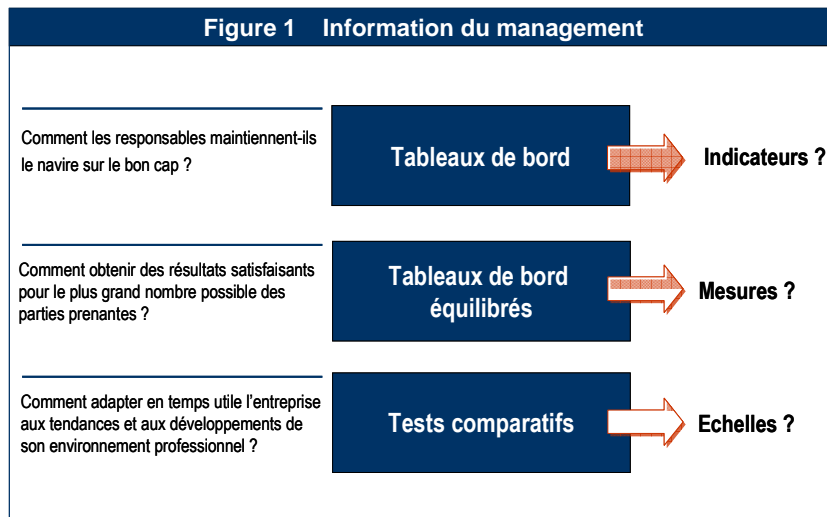 Figure 1 Information du management
Comment les responsables maintiennent-ils
le navire sur le bon cap ?
Tableaux de bord
Indicateurs ?
Comment obtenir des résultats satisfaisants
pour le plus grand nombre possible des
parties prenantes ?
Tableaux de bord
équilibrés
Mesures ?
Comment adapter en temps utile l'entreprise
aux tendances et aux développements de
son environnement professionnel ?
Tests comparatifs
Echelles ?